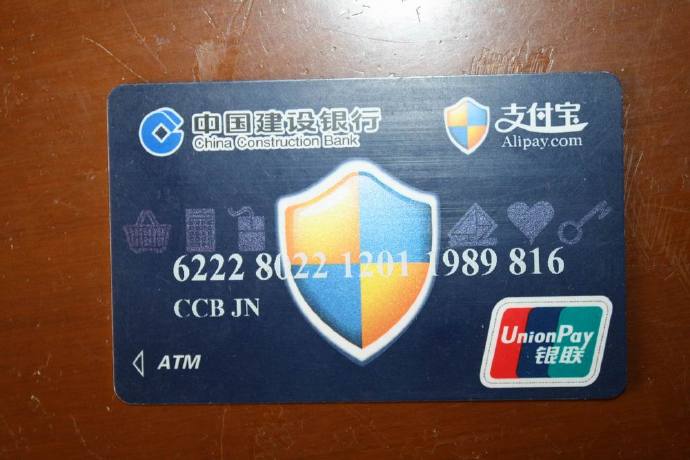 中国建设银行
China Construction Bank
支付宝
Alipay.com
6222 8022 1201 1989 816
CCB JN
ATM
UnionPay
银联